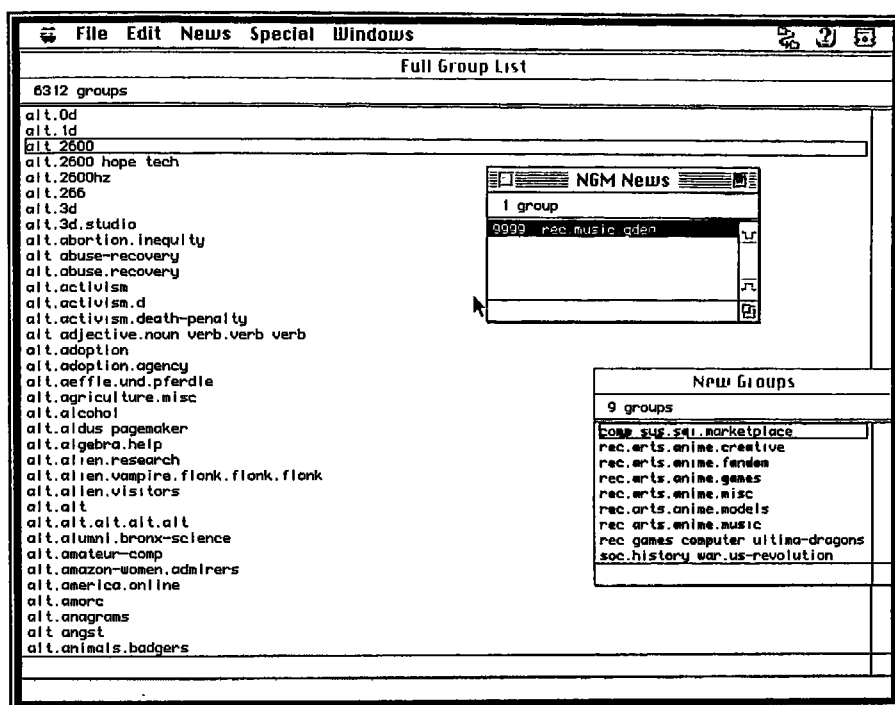 File Edit News Special Windows
Full Group List
6312 groups
alt.0d
alt.1d
alt 2600
alt.2600 hope tech
alt.2600hz
alt.266
alt.3d
alt.3d.studio
alt.abortion.inequity
alt abuse-recovery
alt.abuse.recovery
alt.activism
alt.activism.d
alt.activism.death-penalty
alt adjective.noun verb.verb verb
alt.adoption
alt.adoption.agency
alt.aeffle.und.pferdle
alt.agriculture.misc
alt.alcohol
alt.aldus pagemaker
alt.algebra.help
alt.alien.research
alt.alien.vampire.flonk.flonk.flonk
alt.alien.visitors
alt.alt
alt.alt.alt.alt.alt
alt.alumni.bronx-science
alt.amateur-comp
alt.amazon-women.admirers
alt.america.online
alt.amorc
alt.anagrams
alt angst
alt.animals.badgers
NGM News
1 group
9999 rec.music.gdea
New Groups
9 groups
comp sys.sgi.marketplace
rec.arts.anime.creative
rec.arts.anime.fandom
rec.arts.anime.games
rec.arts.anime.misc
rec.arts.anime.models
rec arts.anime.music
rec games computer ultima-dragons
soc.history war.us-revolution